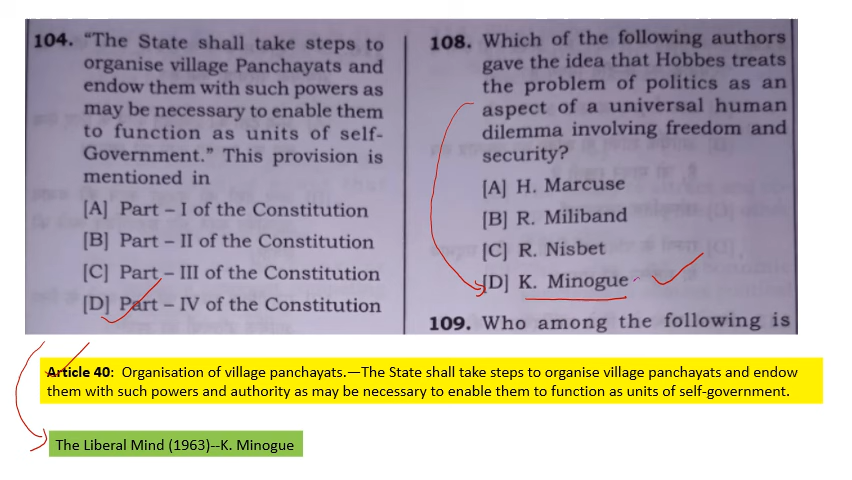 104. “The State shall take steps to
organise village Panchayats and
endow them with such powers as
may be necessary to enable them
to function as units of self-
Government.” This provision is
mentioned in
[A] Part – I of the Constitution
[B] Part – II of the Constitution
[C] Part – III of the Constitution
[D] Part – IV of the Constitution
108. Which of the following authors
gave the idea that Hobbes treats
the problem of politics as an
aspect of a universal human
dilemma involving freedom and
security?
[A] H. Marcuse
[B] R. Miliband
[C] R. Nisbet
[D] K. Minogue
109. Who among the following is
Article 40: Organisation of village panchayats.—The State shall take steps to organise village panchayats and endow
them with such powers and authority as may be necessary to enable them to function as units of self-government.
The Liberal Mind (1963)--K. Minogue